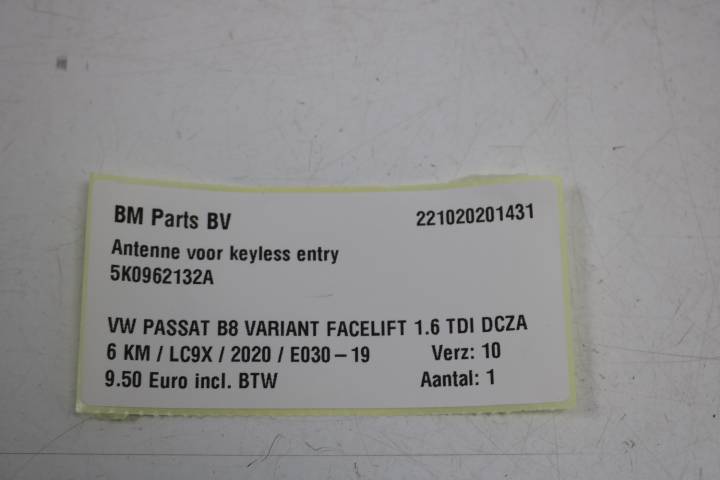 BM Parts BV 221020201431
Antenne voor keyless entry
5K0962132A
VW PASSAT B8 VARIANT FACELIFT 1.6 TDI DCZA
6 KM / LC9X / 2020 / E030-19 Verz: 10
9.50 Euro incl. BTW Aantal: 1